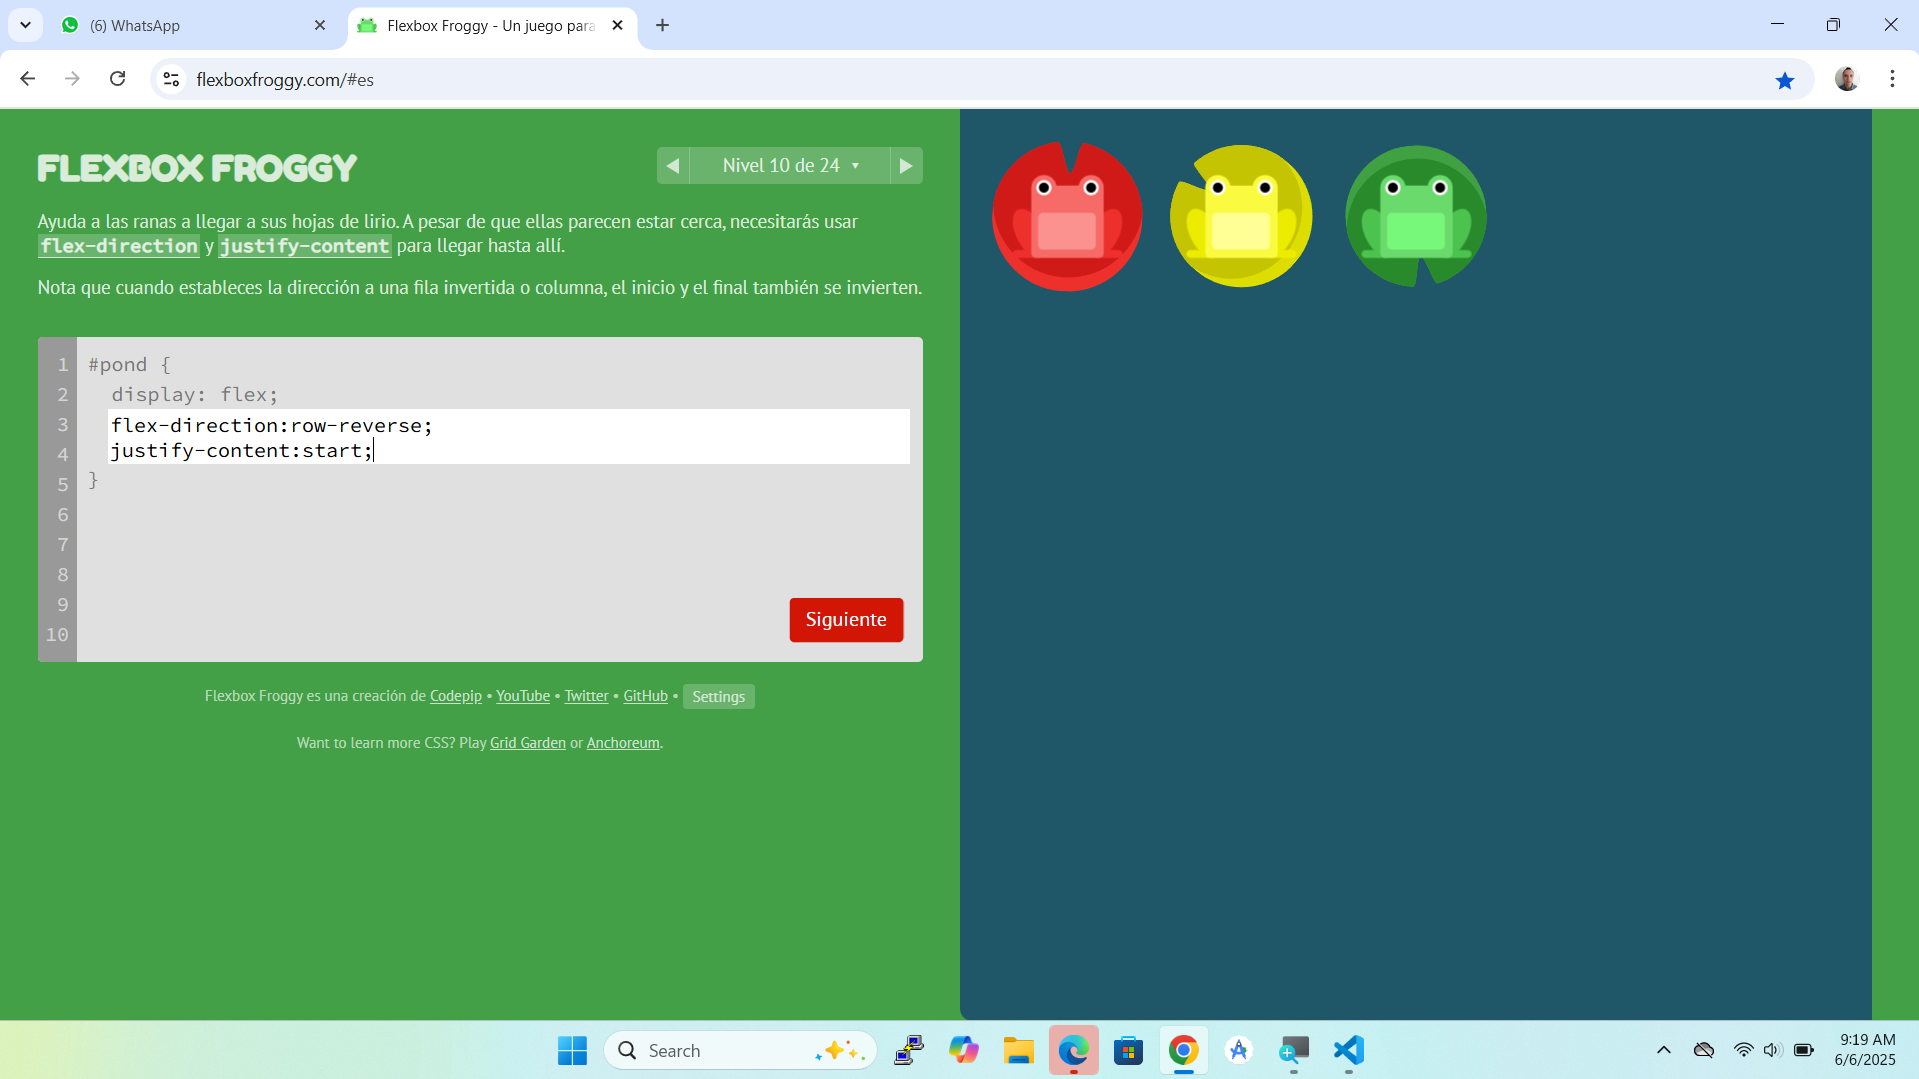 (6) WhatsApp
Flexbox Froggy - Un juego para
flexboxfroggy.com/#es
FLEXBOX FROGGY
Nivel 10 de 24
Ayuda a las ranas a llegar a sus hojas de lirio. A pesar de que ellas parecen estar cerca, necesitarás usar
flex-direction y justify-content para llegar hasta allí.
Nota que cuando estableces la dirección a una fila invertida o columna, el inicio y el final también se invierten.
1 #pond {
2 display: flex;
3 flex-direction:row-reverse;
4 justify-content:start;
5 }
6
7
8
9
10
Siguiente
Flexbox Froggy es una creación de Codepip • YouTube • Twitter • GitHub • Settings
Want to learn more CSS? Play Grid Garden or Anchoreum.
Search
9:19 AM
6/6/2025